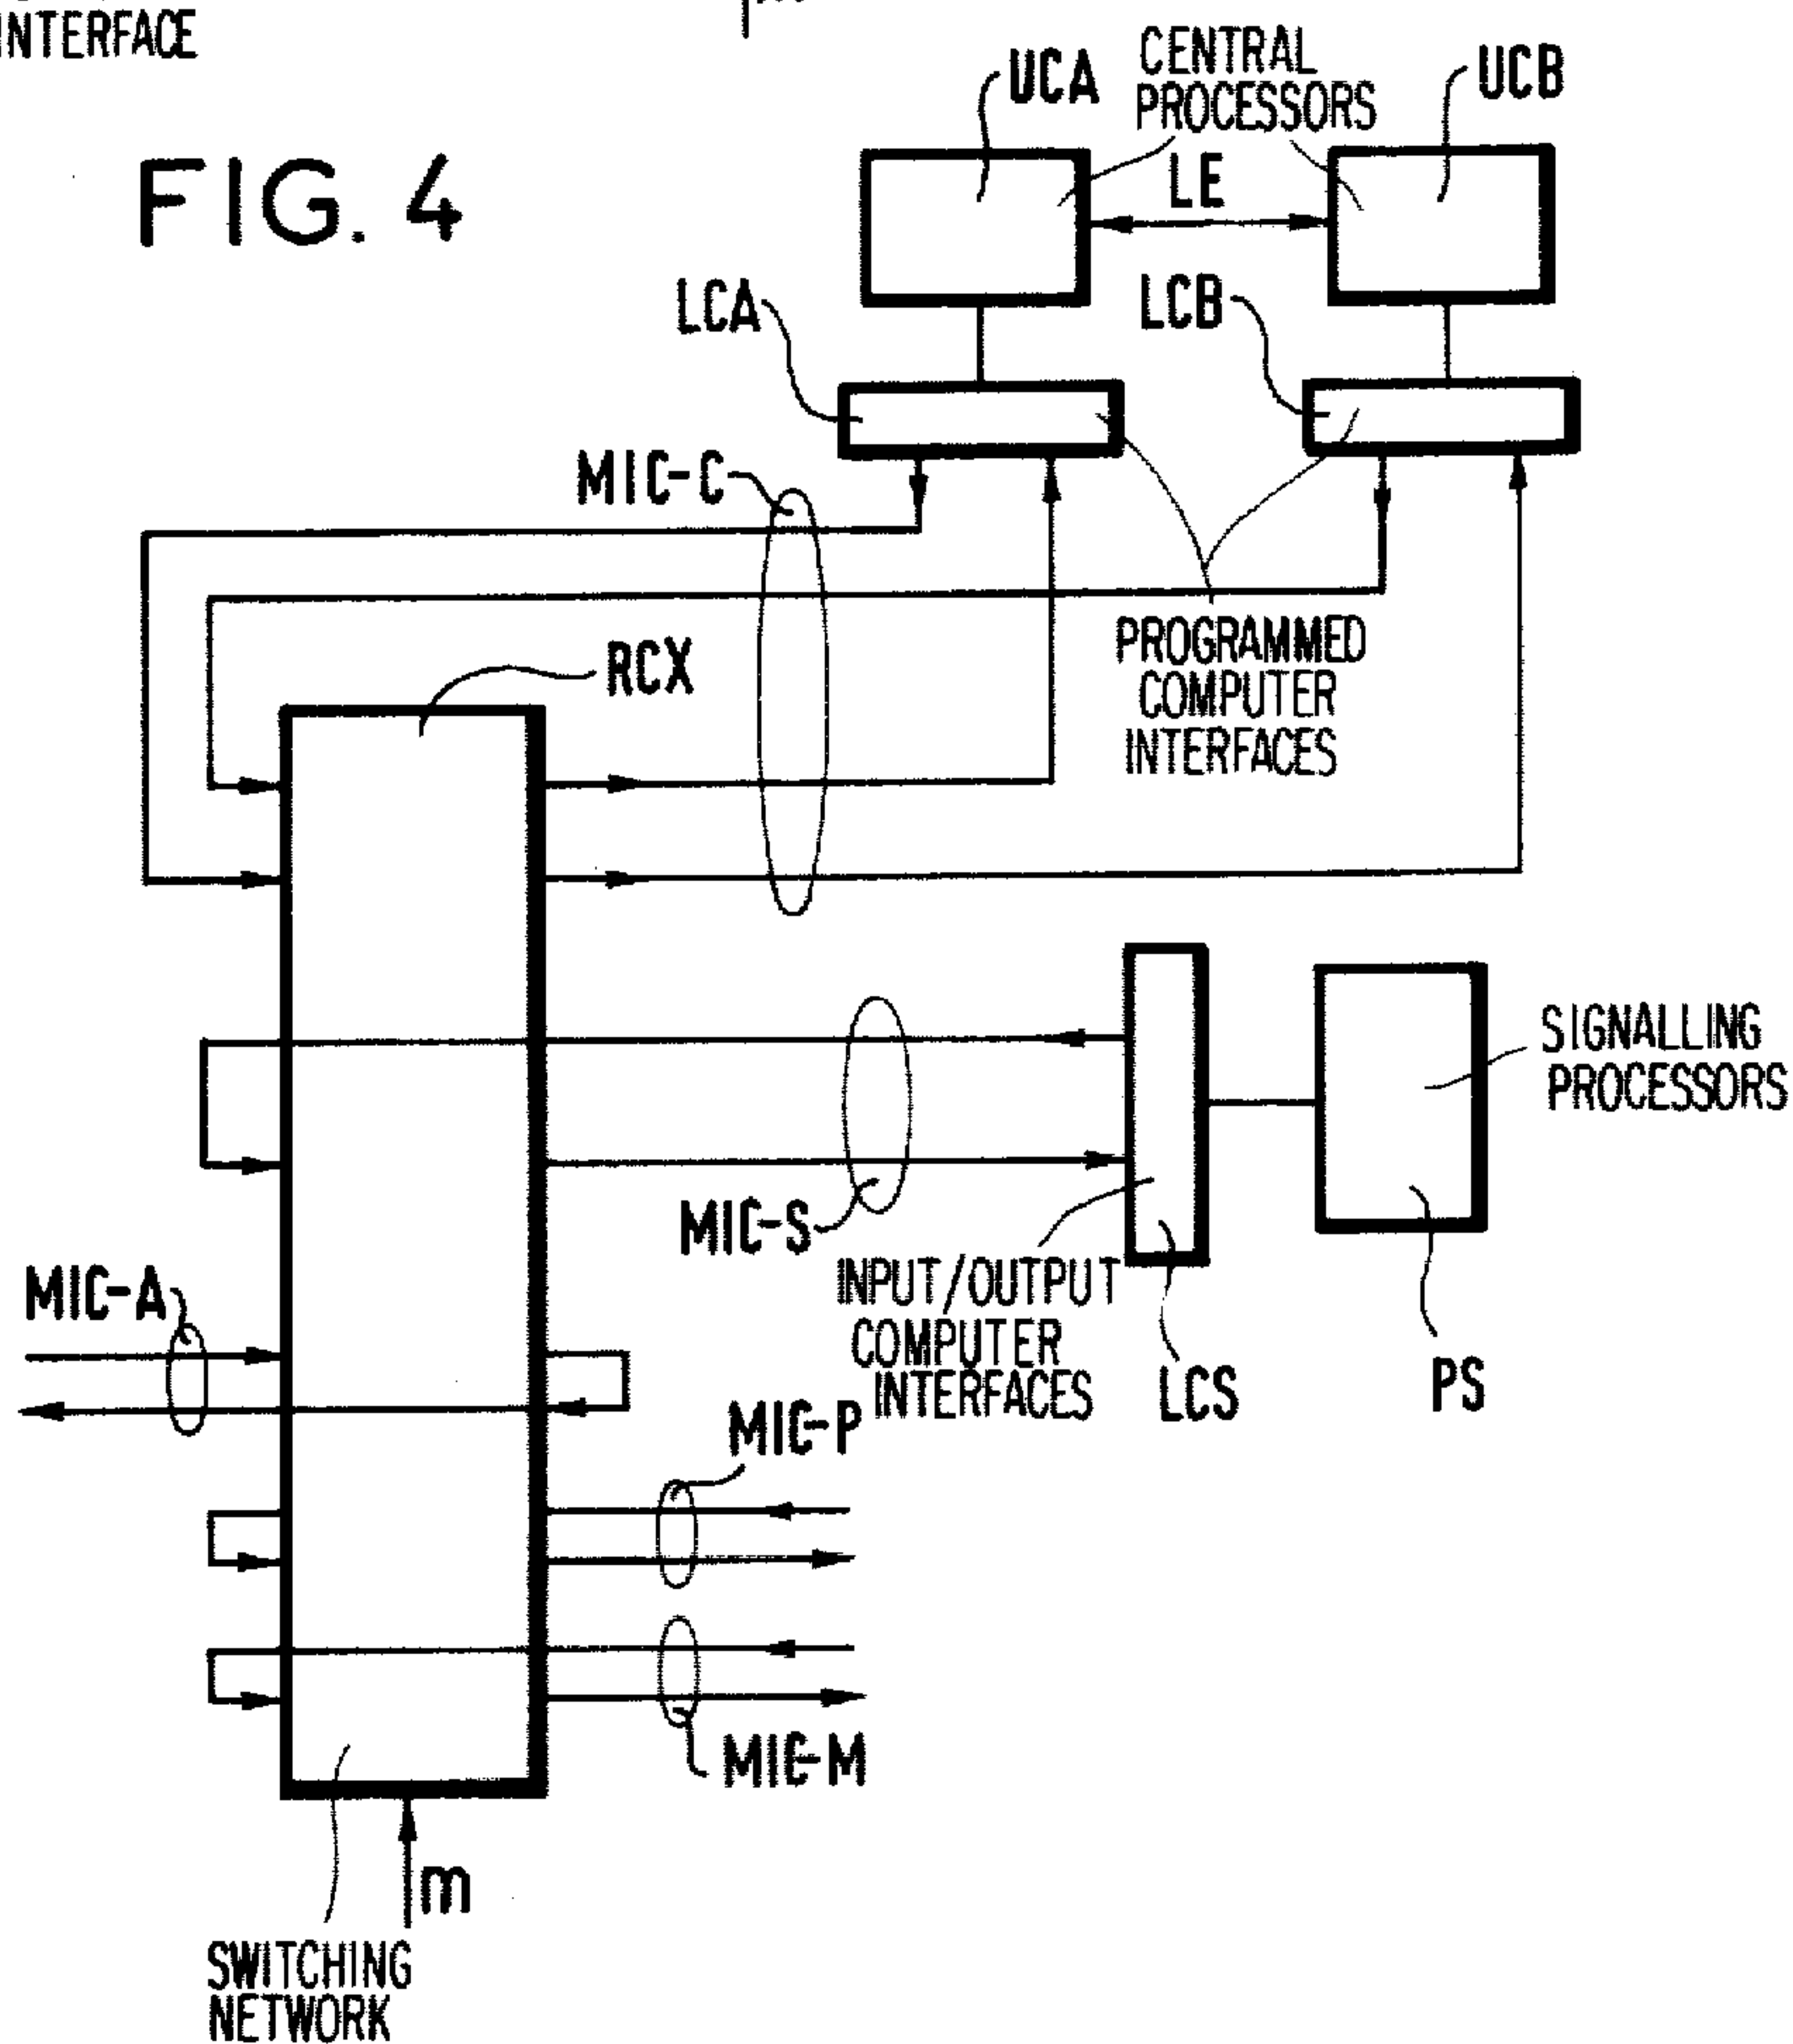 INTERFACE
FIG. 4
UCA
CENTRAL
PROCESSORS
UCB
LE
LCA
LCB
MIC-C
RCX
PROGRAMMED
COMPUTER
INTERFACES
SIGNALLING
PROCESSORS
MIC-S
INPUT/OUTPUT
COMPUTER
INTERFACES
LCS
PS
MIC-A
MIC-P
MIC-M
m
SWITCHING
NETWORK